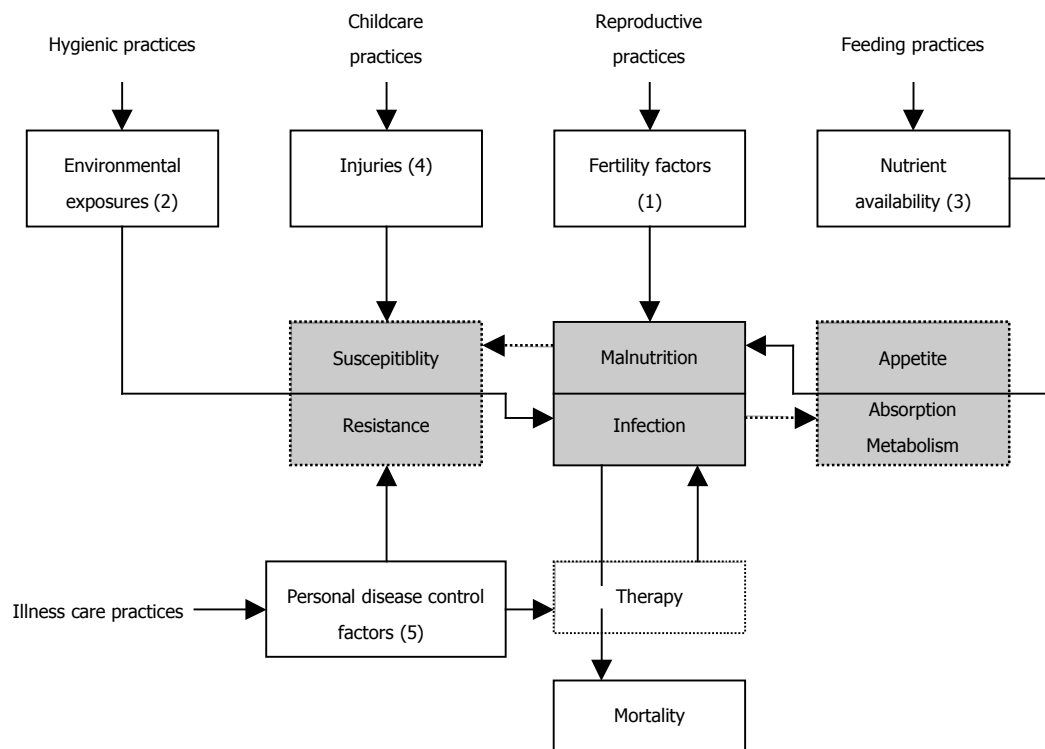 Hygienic practices
Childcare
practices
Reproductive
practices
Feeding practices
Environmental
exposures (2)
Injuries (4)
Fertility factors
(1)
Nutrient
availability (3)
Susceptiblity
Malnutrition
Appetite
Resistance
Infection
Absorption
Metabolism
Illness care practices
Personal disease control
factors (5)
Therapy
Mortality